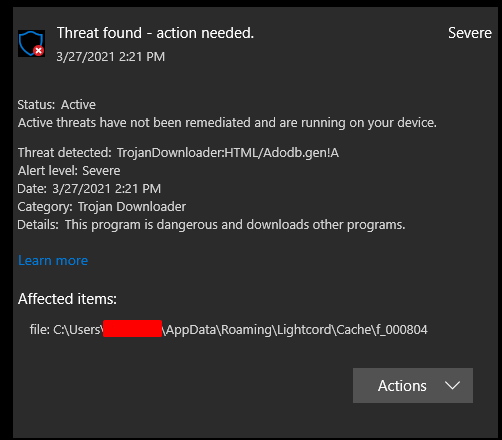 Threat found - action needed.
Severe
3/27/2021 2:21 PM
Status: Active
Active threats have not been remediated and are running on your device.
Threat detected: TrojanDownloader:HTML/Adodb.gen!A
Alert level: Severe
Date: 3/27/2021 2:21 PM
Category: Trojan Downloader
Details: This program is dangerous and downloads other programs.
Learn more
Affected items:
file: C:\Users\ \AppData\Roaming\Lightcord\Cache\f_000804
Actions